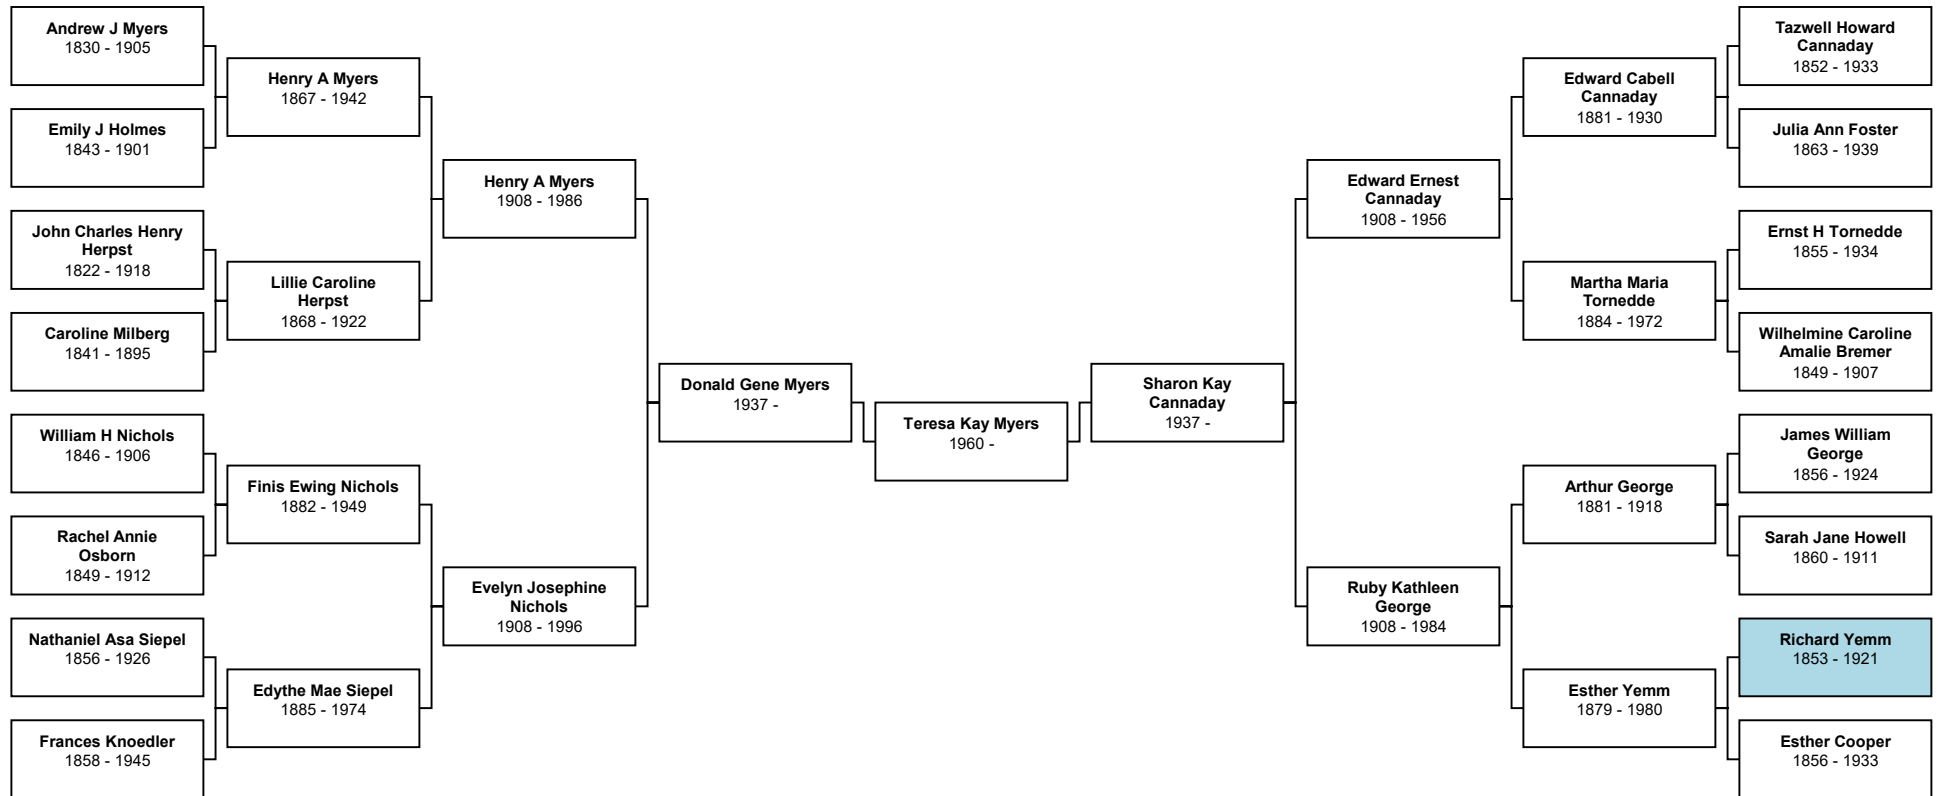 Andrew J Myers
1830 - 1905
Emily J Holmes
1843 - 1901
John Charles Henry
Herpst
1822 - 1918
Caroline Milberg
1841 - 1895
William H Nichols
1846 - 1906
Rachel Annie
Osborn
1849 - 1912
Nathaniel Asa Siepel
1856 - 1926
Frances Knoedler
1858 - 1945
Henry A Myers
1867 - 1942
Lillie Caroline
Herpst
1868 - 1922
Finis Ewing Nichols
1882 - 1949
Edythe Mae Siepel
1885 - 1974
Henry A Myers
1908 - 1986
Evelyn Josephine
Nichols
1908 - 1996
Donald Gene Myers
1937 -
Teresa Kay Myers
1960 -
Sharon Kay
Cannaday
1937 -
Edward Ernest
Cannaday
1908 - 1956
Ruby Kathleen
George
1908 - 1984
Edward Cabell
Cannaday
1881 - 1930
Martha Maria
Tornedde
1884 - 1972
Arthur George
1881 - 1918
Esther Yemm
1879 - 1980
Tazwell Howard
Cannaday
1852 - 1933
Julia Ann Foster
1863 - 1939
Ernst H Tornedde
1855 - 1934
Wilhelmine Caroline
Amalie Bremer
1849 - 1907
James William
George
1856 - 1924
Sarah Jane Howell
1860 - 1911
Richard Yemm
1853 - 1921
Esther Cooper
1856 - 1933